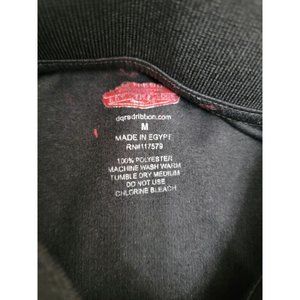 dqredribbon.com
M
MADE IN EGYPT
RN#117579
100% POLYESTER
MACHINE WASH WARM
TUMBLE DRY MEDIUM
DO NOT USE
CHLORINE BLEACH